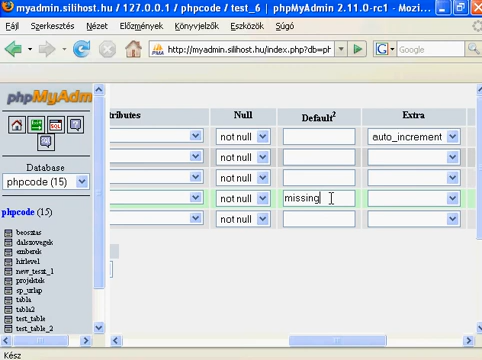 myadmin.silihost.hu / 127.0.0.1 / phpcode / test_6 | phpMyAdmin 2.11.0-rc1 - Mozi...
Fájl Szerkesztés Nézet Előzmények Könyvjelzők Eszközök Súgó
http://myadmin.silihost.hu/index.php?db=ph
phpMyAdm
Database
phpcode (15)
phpcode (15)
beosztas
dalszovegek
emberek
hirlevel
new_teszt_1
projektek
sp_urlap
tabla
tabla2
test_table
test_table_2
tributes Null Default2 Extra
not null auto_increment
not null
not null
not null missing
not null
Kész